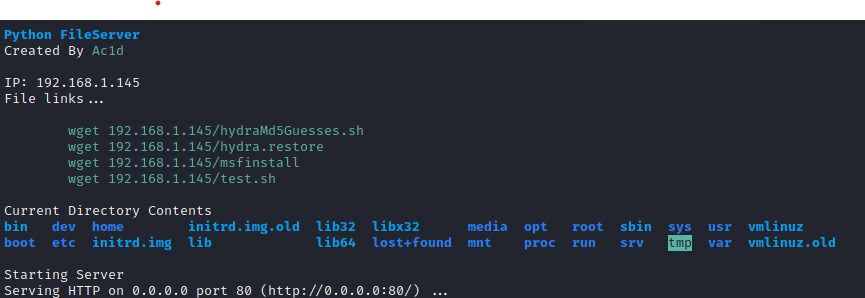 Python FileServer
Created By Ac1d
IP: 192.168.1.145
File links...
wget 192.168.1.145/hydraMd5Guesses.sh
wget 192.168.1.145/hydra.restore
wget 192.168.1.145/msfinstall
wget 192.168.1.145/test.sh
Current Directory Contents
bin dev home initrd.img.old lib32 libx32 media opt root sbin sys usr vmlinuz
boot etc initrd.img lib lib64 lost+found mnt proc run srv tmp var vmlinuz.old
Starting Server
Serving HTTP on 0.0.0.0 port 80 (http://0.0.0.0:80/) ...